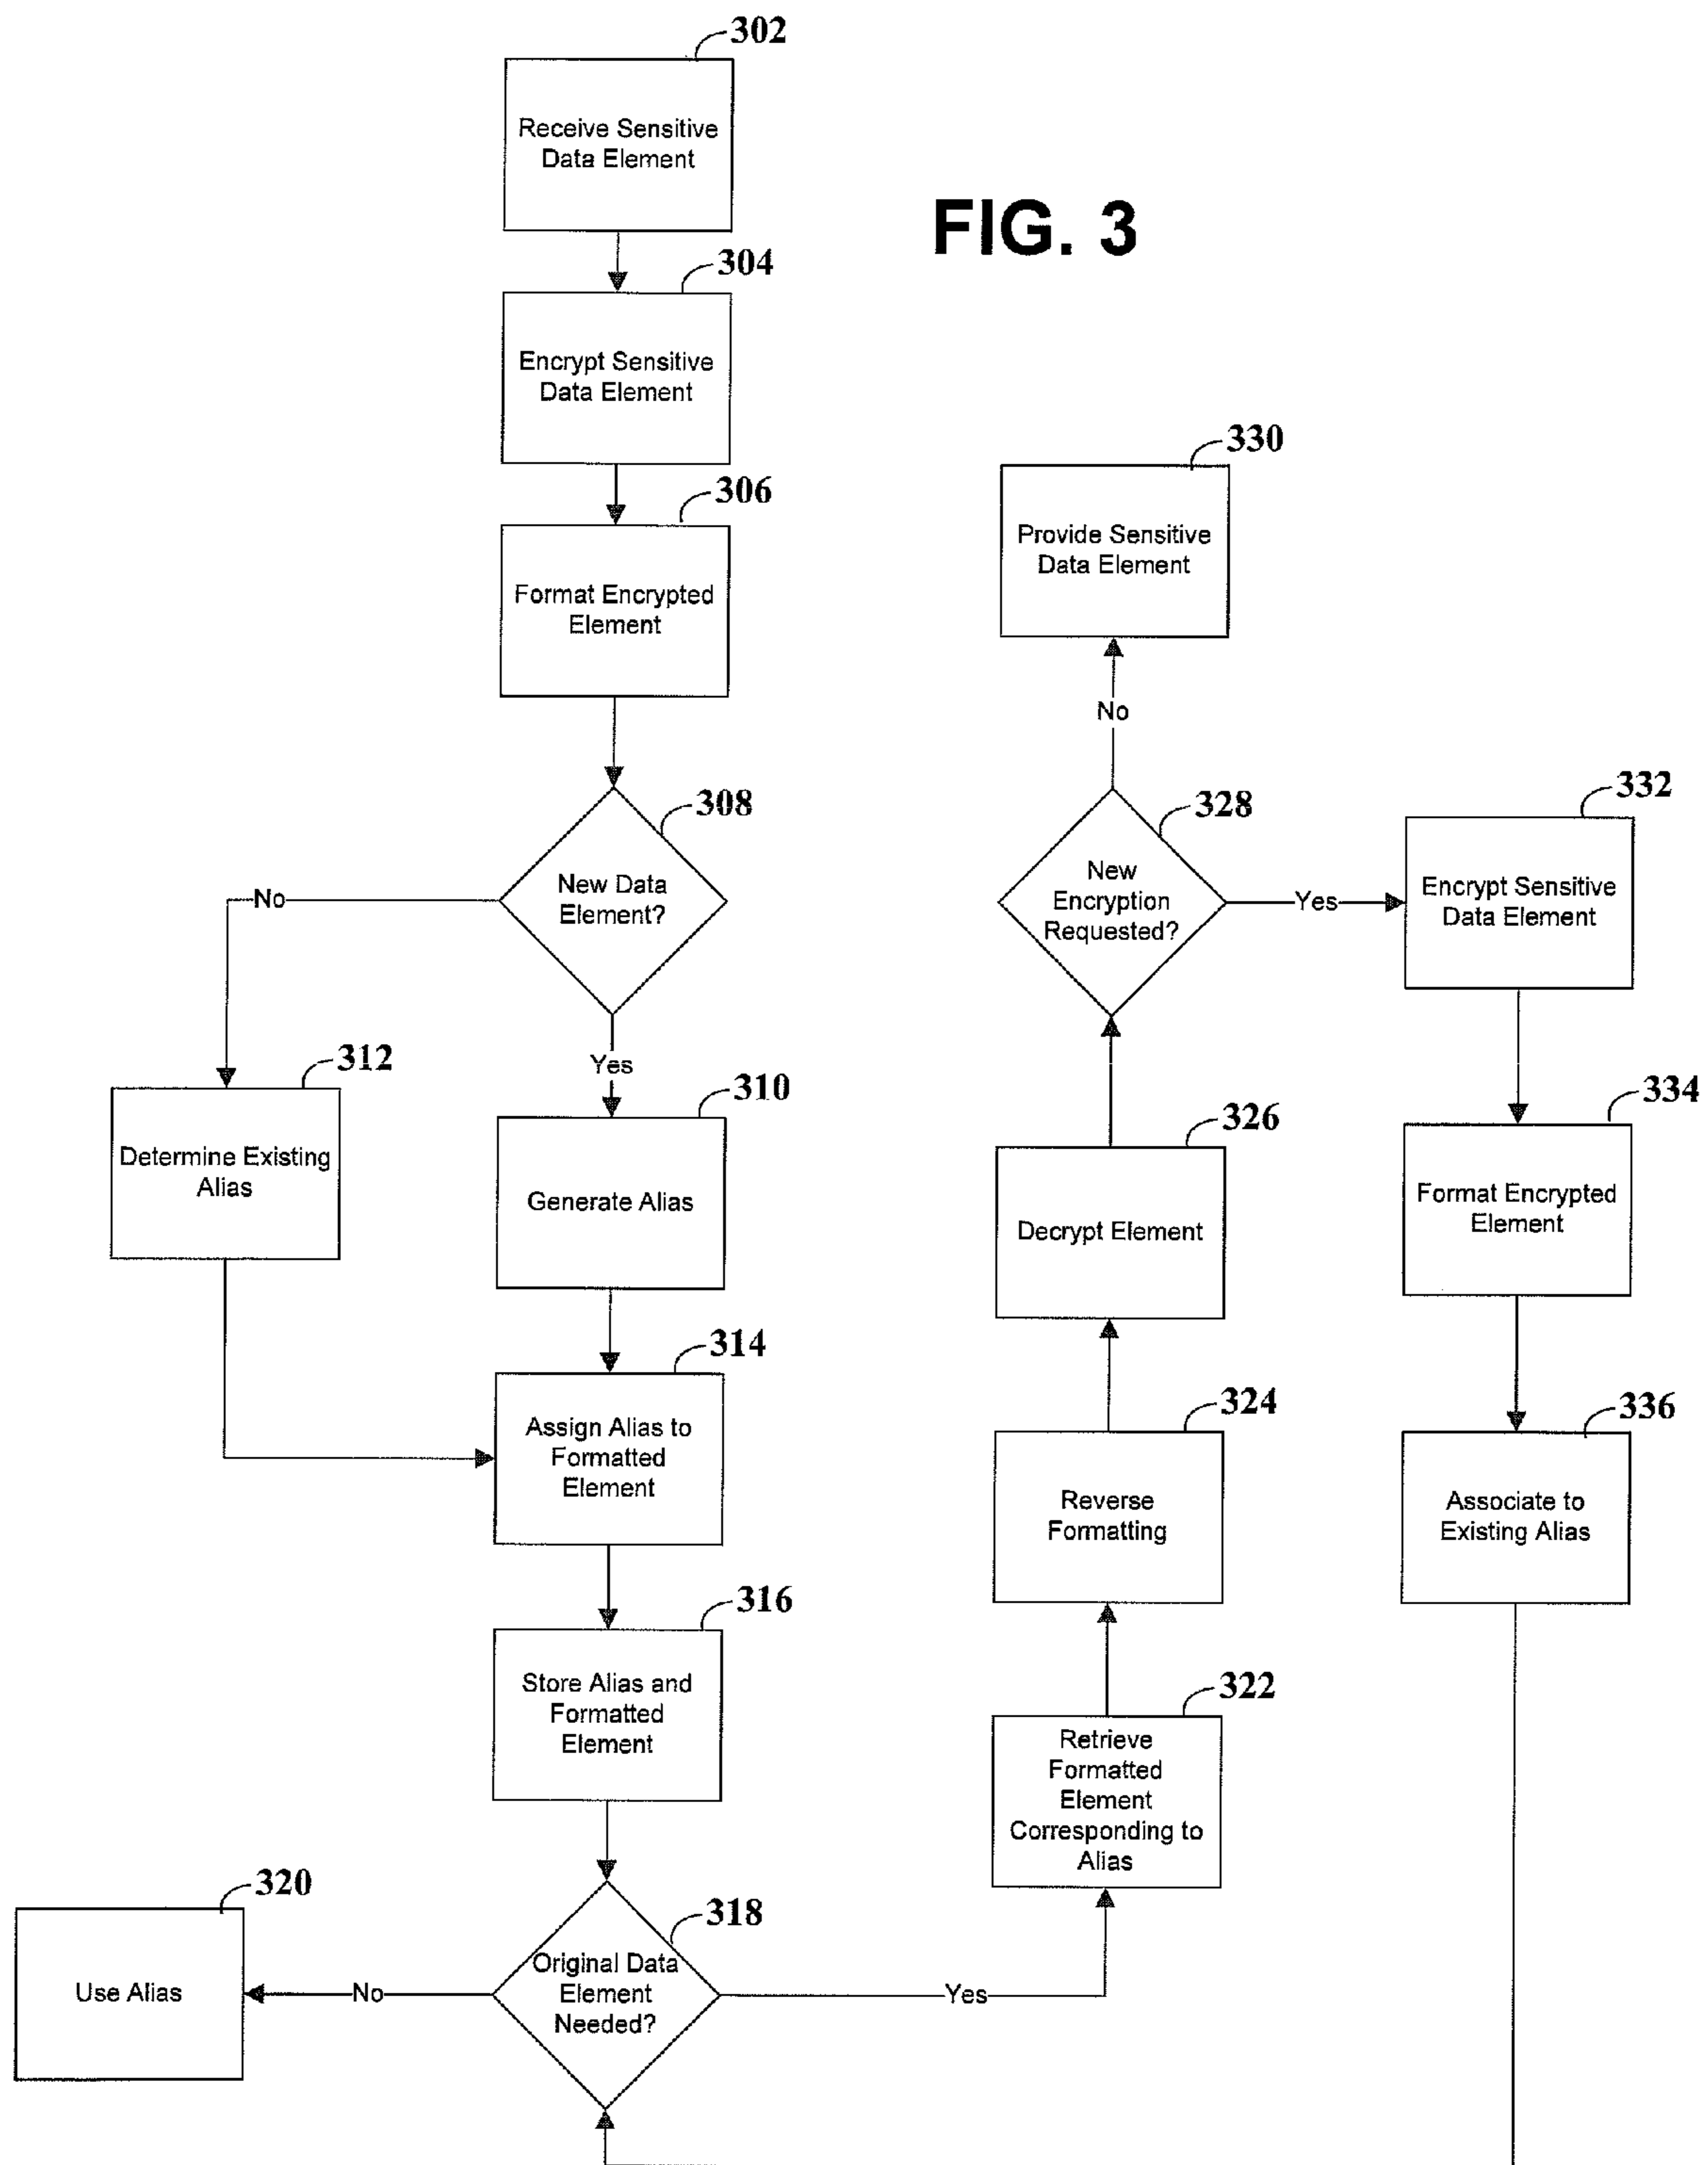 302
Receive Sensitive
Data Element
FIG. 3
304
Encrypt Sensitive
Data Element
306
Format Encrypted
Element
308
New Data
Element?
No
Yes
312
Determine Existing
Alias
310
Generate Alias
314
Assign Alias to
Formatted
Element
316
Store Alias and
Formatted
Element
318
Original Data
Element
Needed?
No
320
Use Alias
Yes
322
Retrieve
Formatted
Element
Corresponding to
Alias
324
Reverse
Formatting
326
Decrypt Element
328
New
Encryption
Requested?
No
330
Provide Sensitive
Data Element
Yes
332
Encrypt Sensitive
Data Element
334
Format Encrypted
Element
336
Associate to
Existing Alias